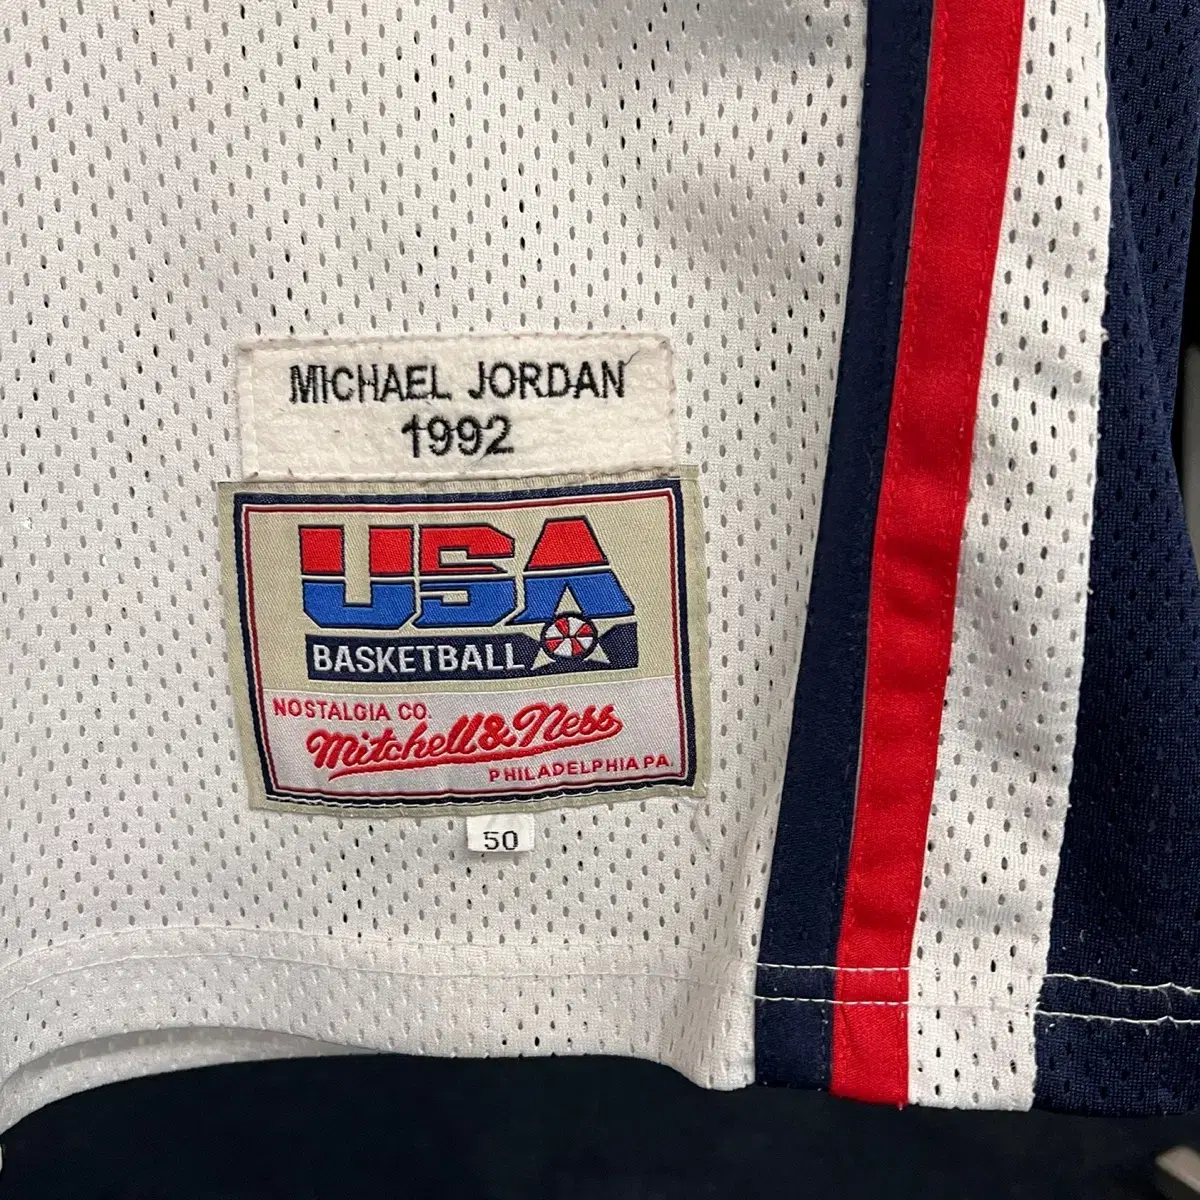 MICHAEL JORDAN
1992
USA
BASKETBALL
NOSTALGIA CO.
Mitchell & Ness
PHILADELPHIA PA.
50